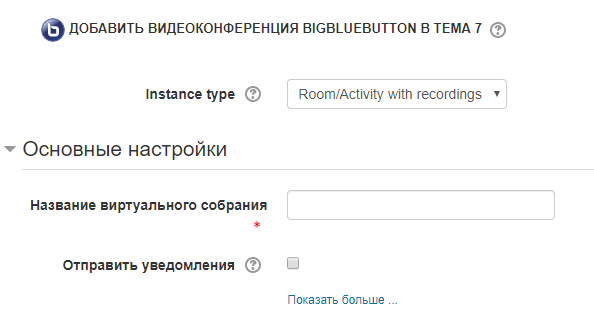 ДОБАВИТЬ ВИДЕОКОНФЕРЕНЦИЯ BIGBLUEBUTTON В ТЕМА 7 ?
Instance type ? Room/Activity with recordings
Основные настройки
Название виртуального собрания
*
Отправить уведомления ?
Показать больше ...